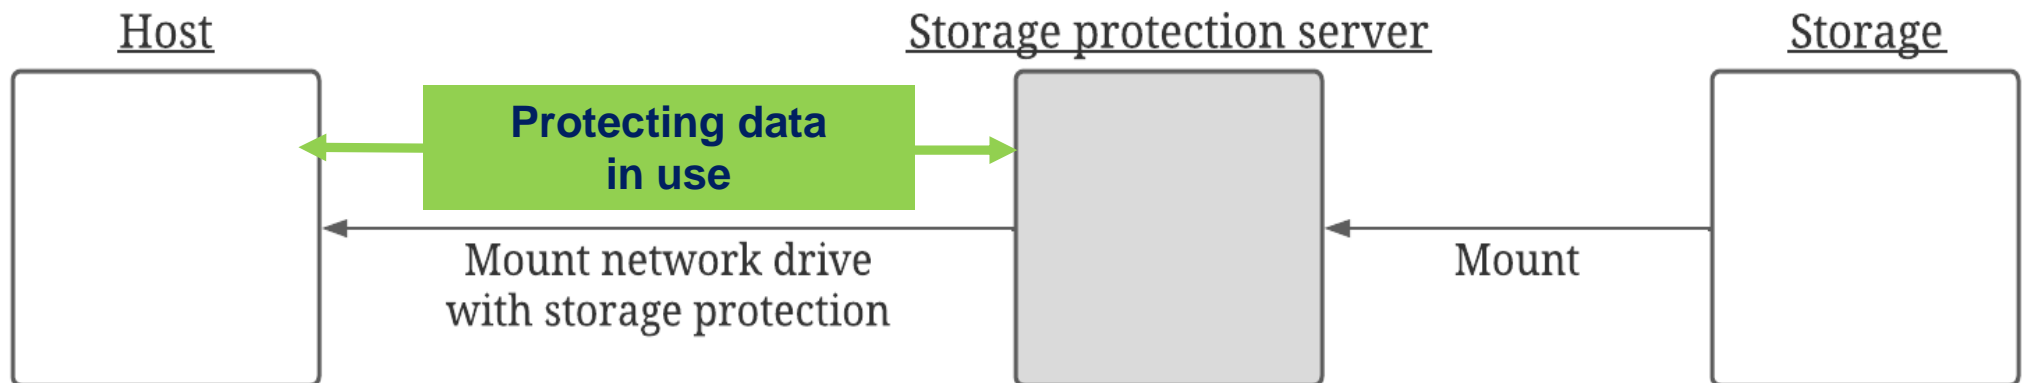 Host
Storage protection server
Storage
Protecting data
in use
Mount network drive
with storage protection
Mount